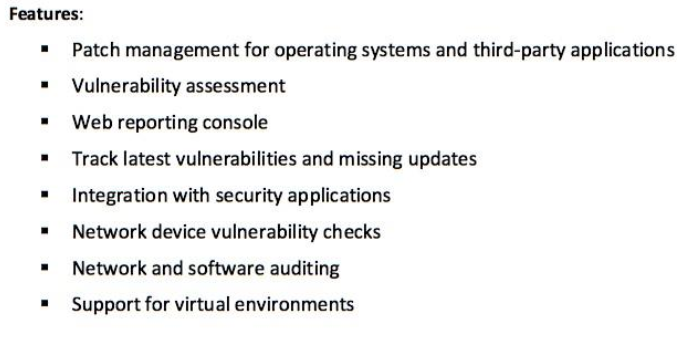 Features:
▪ Patch management for operating systems and third-party applications
▪ Vulnerability assessment
▪ Web reporting console
▪ Track latest vulnerabilities and missing updates
▪ Integration with security applications
▪ Network device vulnerability checks
▪ Network and software auditing
▪ Support for virtual environments